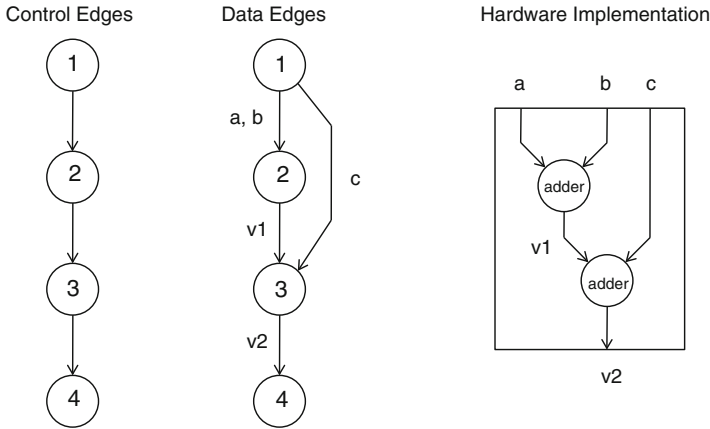 Control Edges
Data Edges
Hardware Implementation
1
2
3
4
1
a, b
c
2
v1
3
v2
4
a
b
c
adder
v1
adder
v2